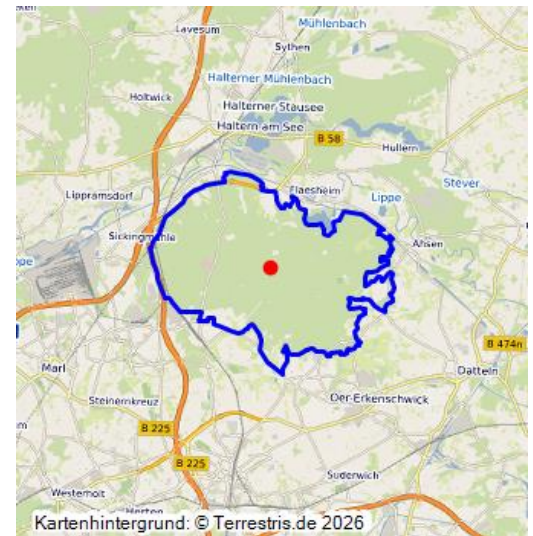 Lavesum
Mühlenbach
Sythen
Halterner Mühlenbach
Holtwick
Halterner Stausee
Haltern am See
B 58
Hullern
Flaesheim
Lippe
Stever
Lippramsdorf
Sickingmühle
Ahsen
ppe
Marl
B 474n
Datteln
Steinernkreuz
Oer-Erkenschwick
B 225
B 225
Suderwich
Westerholt
Herten
Kartenhintergrund: © Terrestris.de 2026